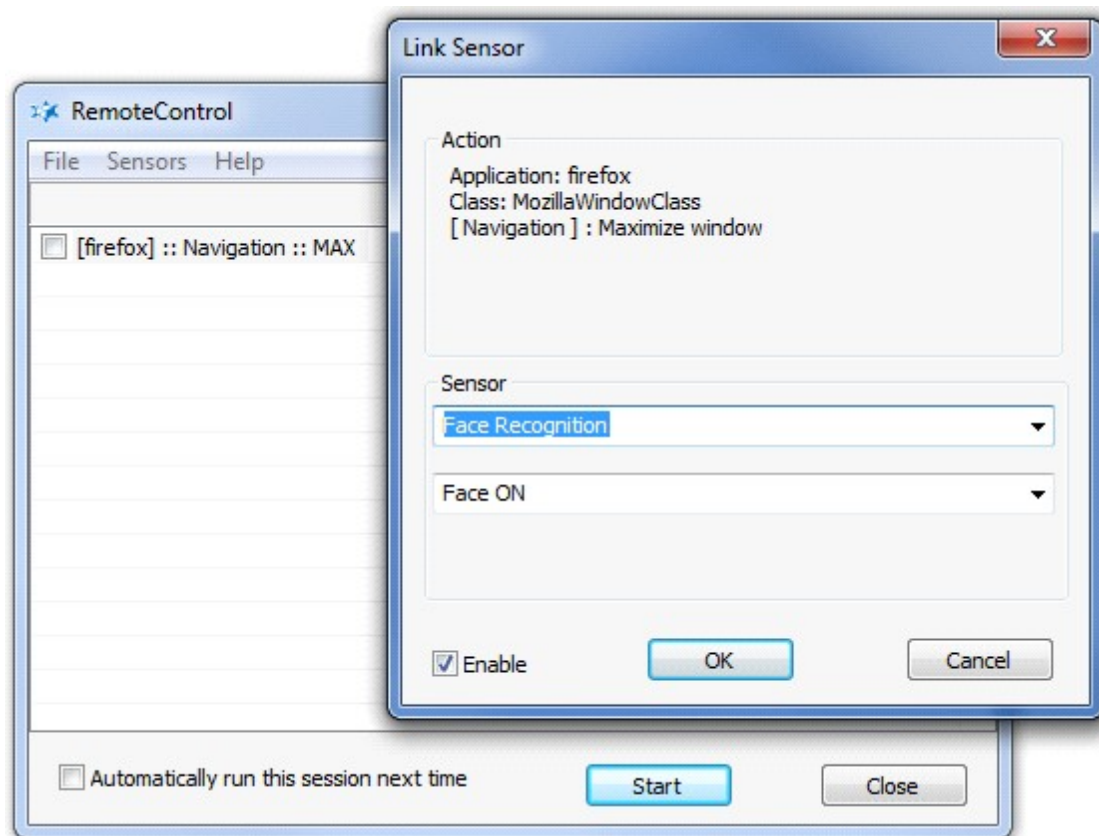 Link Sensor
RemoteControl
File Sensors Help
[firefox] :: Navigation :: MAX
Action
Application: firefox
Class: MozillaWindowClass
[ Navigation ] : Maximize window
Sensor
Face Recognition
Face ON
Enable
OK
Cancel
Automatically run this session next time
Start
Close